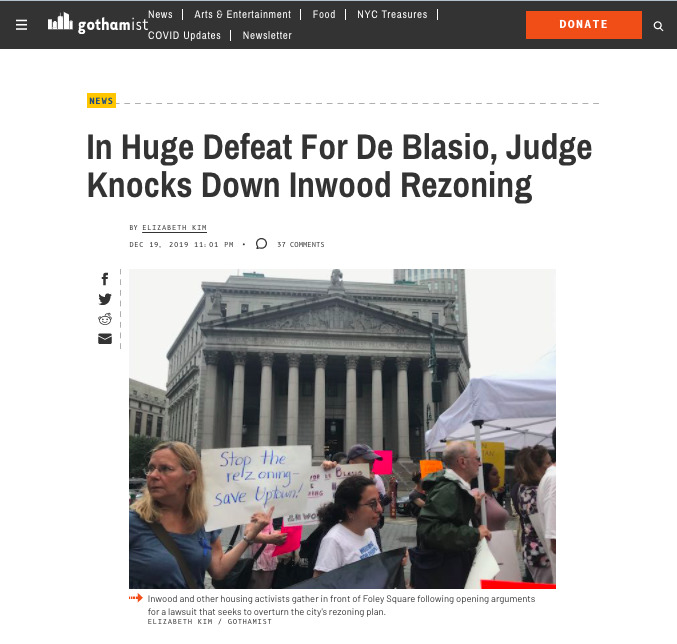 gothamist
News
Arts & Entertainment
Food
NYC Treasures
COVID Updates
Newsletter
DONATE
NEWS
In Huge Defeat For De Blasio, Judge
Knocks Down Inwood Rezoning
BY ELIZABETH KIM
DEC 19, 2019 11:01 PM • 37 COMMENTS
Stop the
rezoning—
save Uptown!
BLASIO
Inwood and other housing activists gather in front of Foley Square following opening arguments
for a lawsuit that seeks to overturn the city's rezoning plan.
ELIZABETH KIM / GOTHAMIST